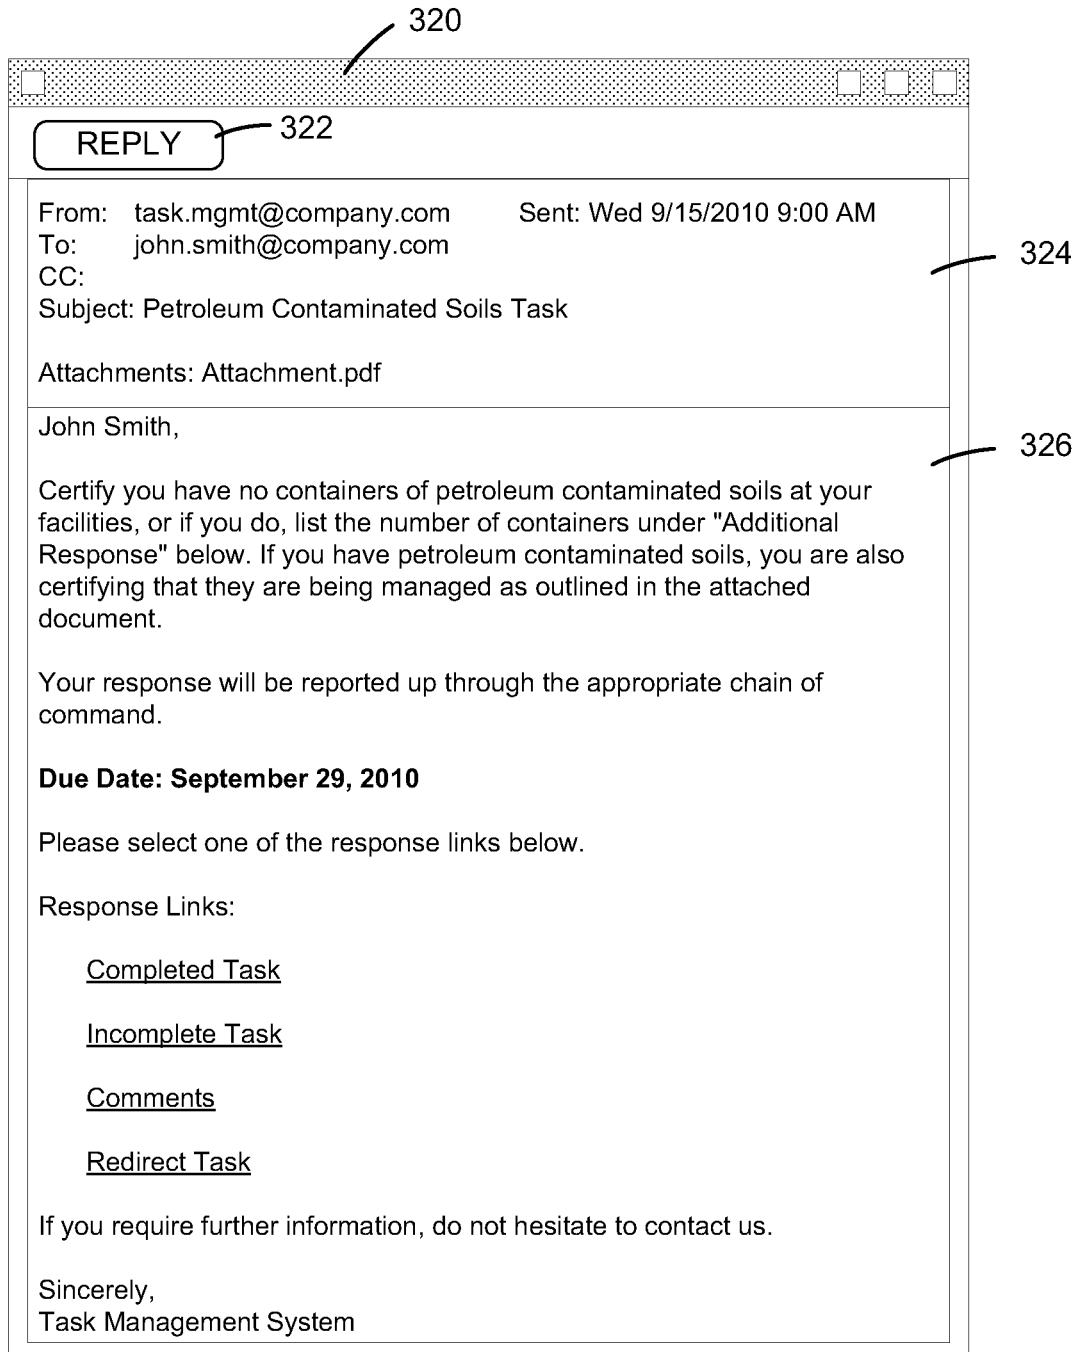 320
REPLY
322
From: task.mgmt@company.com Sent: Wed 9/15/2010 9:00 AM
To: john.smith@company.com
324
CC:
Subject: Petroleum Contaminated Soils Task
Attachments: Attachment.pdf
John Smith,
326
Certify you have no containers of petroleum contaminated soils at your
facilities, or if you do, list the number of containers under "Additional
Response" below. If you have petroleum contaminated soils, you are also
certifying that they are being managed as outlined in the attached
document.
Your response will be reported up through the appropriate chain of
command.
Due Date: September 29, 2010
Please select one of the response links below.
Response Links:
Completed Task
Incomplete Task
Comments
Redirect Task
If you require further information, do not hesitate to contact us.
Sincerely,
Task Management System